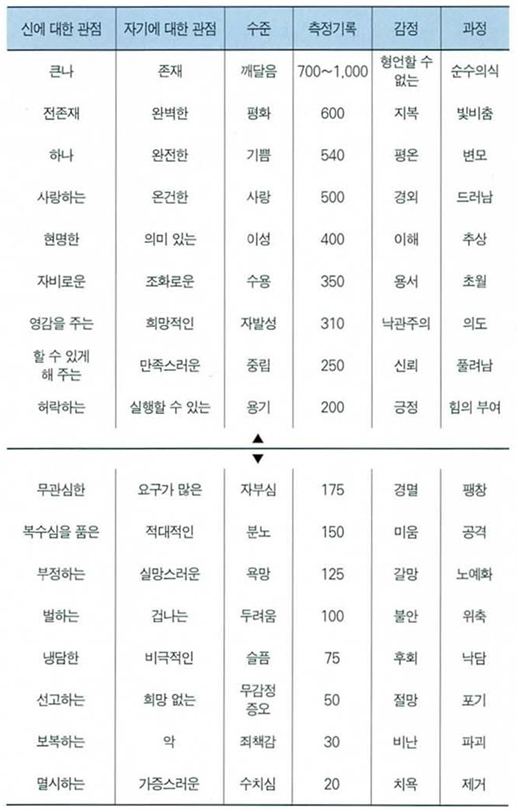 신에 대한 관점 자기에 대한 관점 수준 측정기록 감정 과정
큰나 존재 깨달음 700~1,000 형언할 수 없는 순수의식
전존재 완벽한 평화 600 지복 빛비춤
하나 완전한 기쁨 540 평온 변모
사랑하는 온건한 사랑 500 경외 드러남
현명한 의미 있는 이성 400 이해 추상
자비로운 조화로운 수용 350 용서 초월
영감을 주는 희망적인 자발성 310 낙관주의 의도
할 수 있게 해 주는 만족스러운 중립 250 신뢰 풀려남
허락하는 실행할 수 있는 용기 200 긍정 힘의 부여
▲
▼
무관심한 요구가 많은 자부심 175 경멸 팽창
복수심을 품은 적대적인 분노 150 미움 공격
부정하는 실망스러운 욕망 125 갈망 노예화
벌하는 겁나는 두려움 100 불안 위축
냉담한 비극적인 슬픔 75 후회 낙담
선고하는 희망 없는 무감정 증오 50 절망 포기
보복하는 악 죄책감 30 비난 파괴
멸시하는 가증스러운 수치심 20 치욕 제거